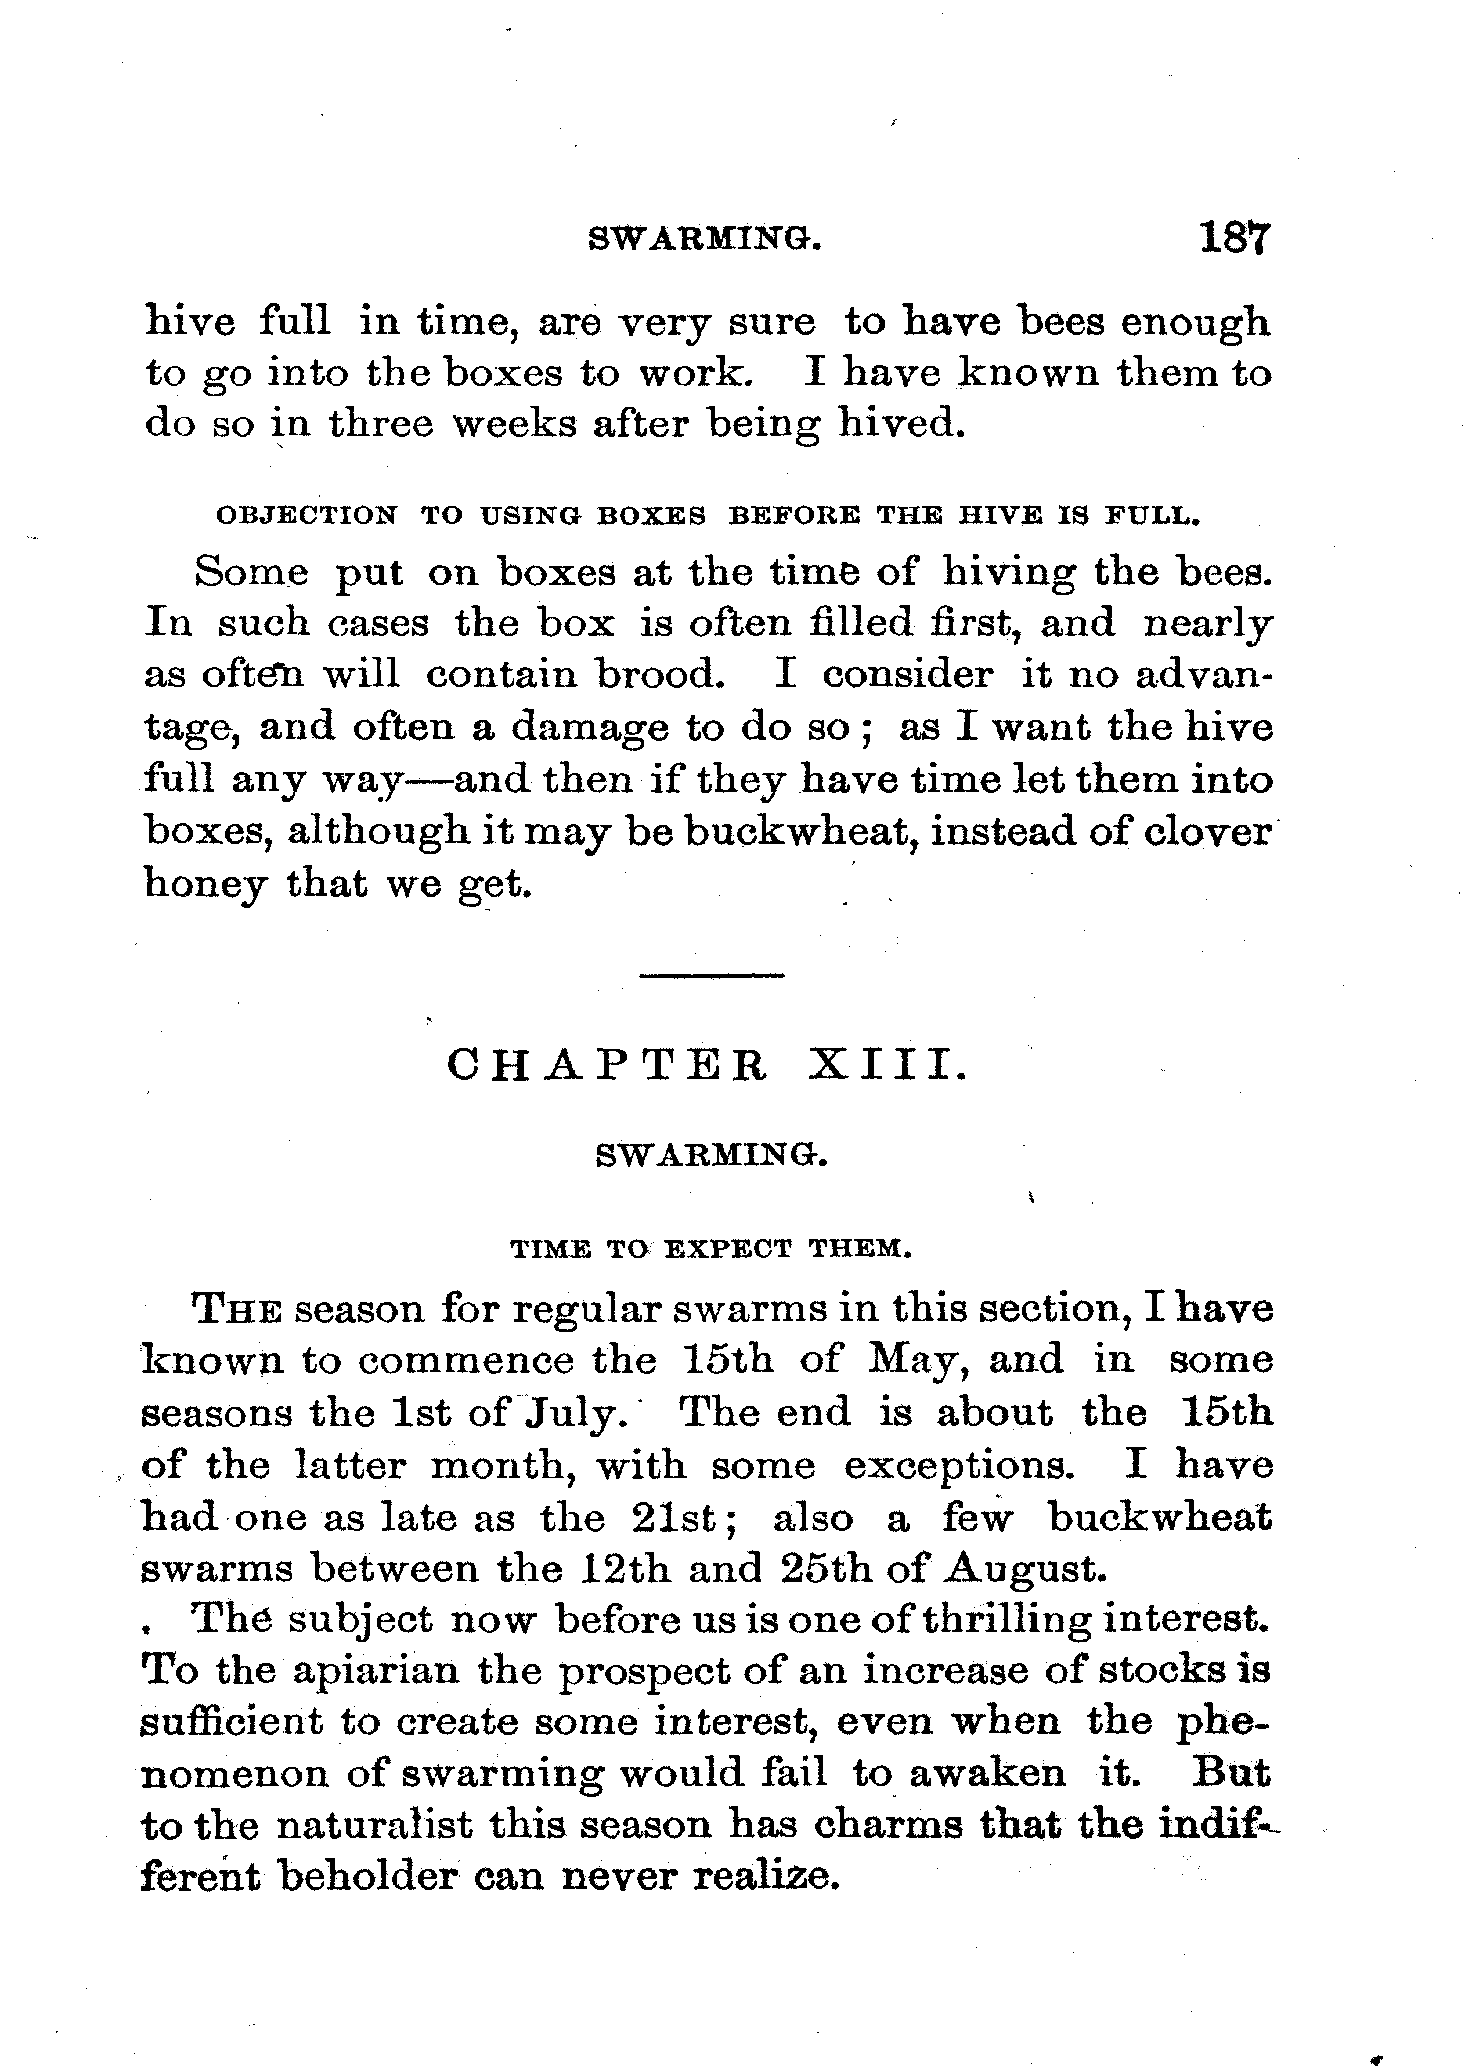 SWARMING. 187
hive full in time, are very sure to have bees enough
to go into the boxes to work. I have known them to
do so in three weeks after being hived.
OBJECTION TO USING BOXES BEFORE THE HIVE IS FULL.
Some put on boxes at the time of hiving the bees.
In such cases the box is often filled first, and nearly
as often will contain brood. I consider it no advan-
tage, and often a damage to do so; as I want the hive
full any way—and then if they have time let them into
boxes, although it may be buckwheat, instead of clover
honey that we get.
CHAPTER XIII.
SWARMING.
TIME TO EXPECT THEM.
THE season for regular swarms in this section, I have
known to commence the 15th of May, and in some
seasons the 1st of July. The end is about the 15th
of the latter month, with some exceptions. I have
had one as late as the 21st; also a few buckwheat
swarms between the 12th and 25th of August.
The subject now before us is one of thrilling interest.
To the apiarian the prospect of an increase of stocks is
sufficient to create some interest, even when the phe-
nomenon of swarming would fail to awaken it. But
to the naturalist this season has charms that the indif-
ferent beholder can never realize.